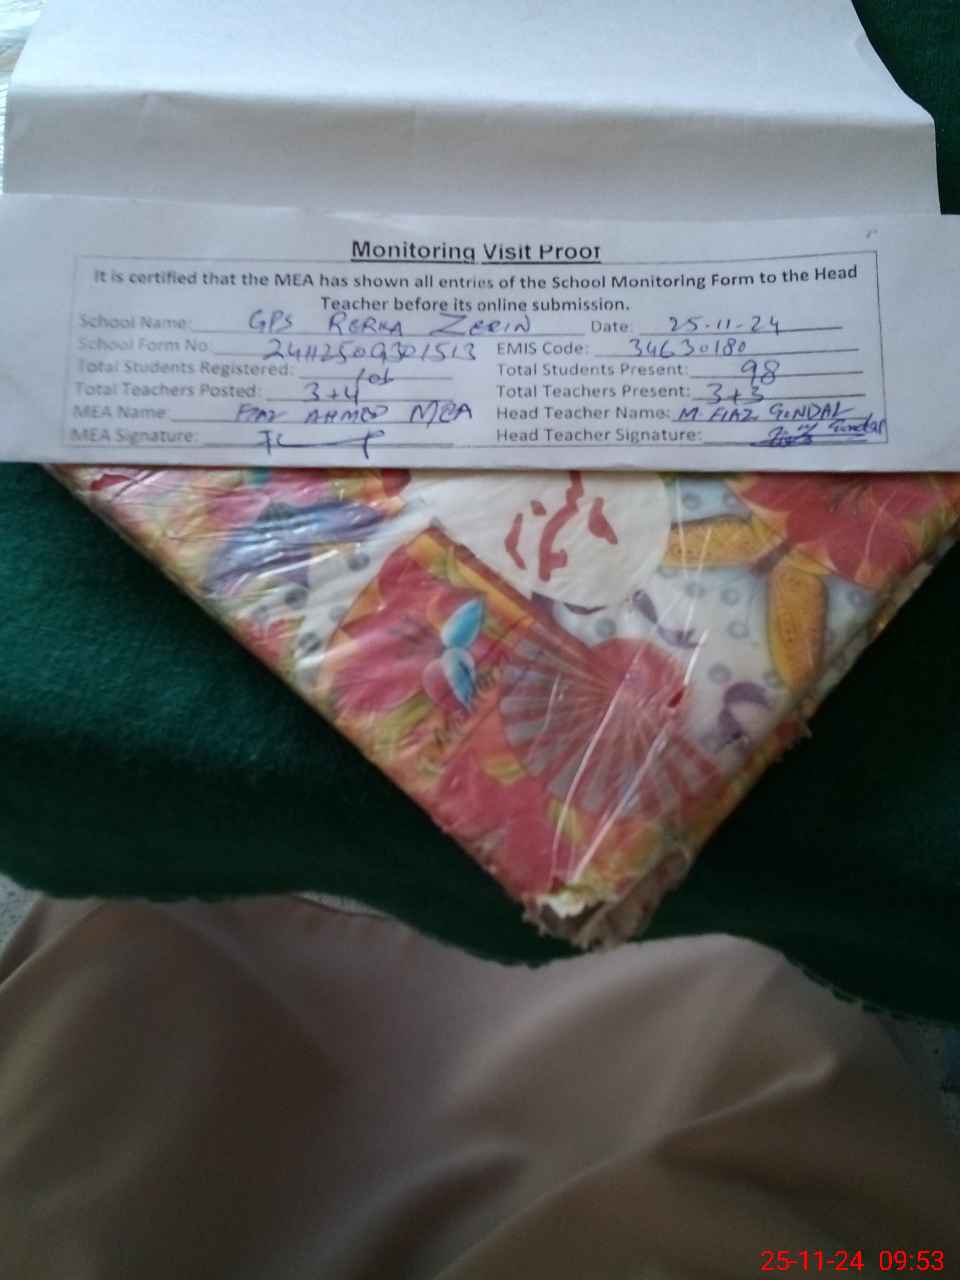 Monitoring Visit Proof
It is certified that the MEA has shown all entries of the School Monitoring Form to the Head
Teacher before its online submission.
School Name: GPS RERKA ZERIN Date: 25-11-24
School Form No: 24112509301513 EMIS Code: 34630180
Total Students Registered: Total Students Present: 98
Total Teachers Posted: 3+4 Total Teachers Present: 3+3
MEA Name: FIAZ AHMED MEA Head Teacher Name: M. FIAZ GONDAL
MEA Signature: Head Teacher Signature:
25-11-24 09:53